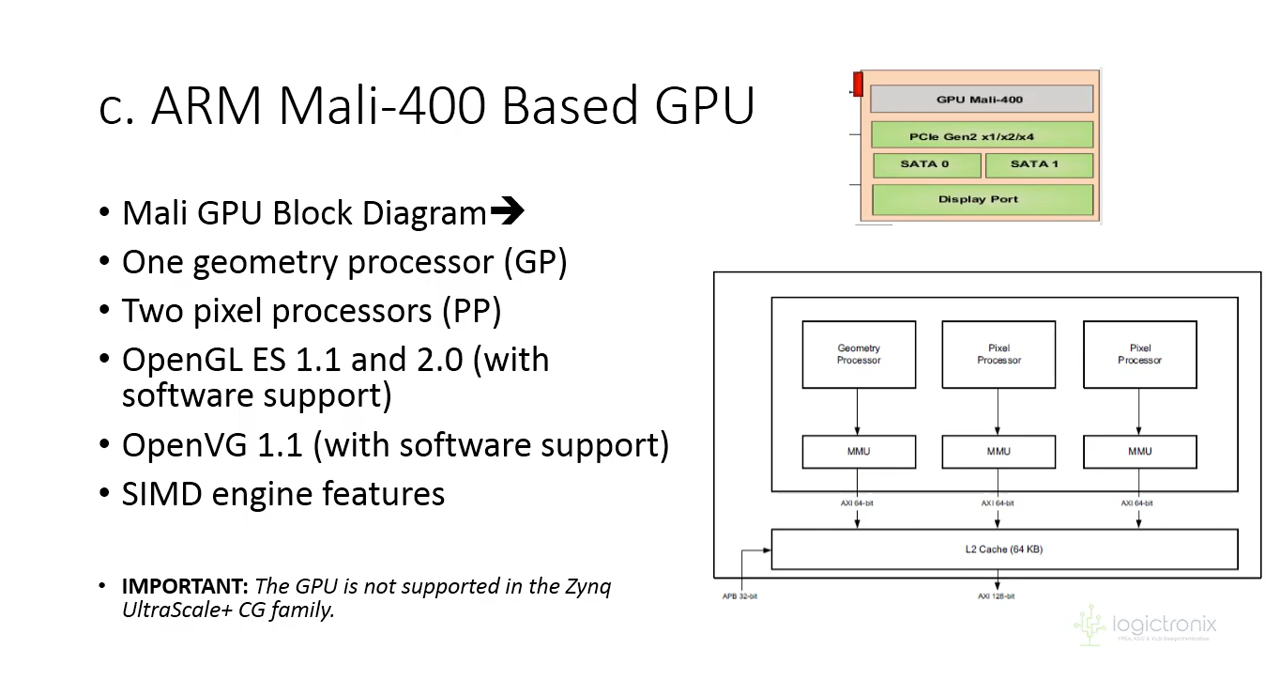 c. ARM Mali-400 Based GPU
• Mali GPU Block Diagram➔
• One geometry processor (GP)
• Two pixel processors (PP)
• OpenGL ES 1.1 and 2.0 (with
software support)
• OpenVG 1.1 (with software support)
• SIMD engine features
• IMPORTANT: The GPU is not supported in the Zynq
UltraScale+ CG family.
GPU Mali-400
PCIe Gen2 x1/x2/x4
SATA 0 SATA 1
Display Port
Geometry Pixel Pixel
Processor Processor Processor
MMU MMU MMU
AXI 64-bit AXI 64-bit AXI 64-bit
L2 Cache (64 KB)
APB 32-bit AXI 128-bit
logictronix